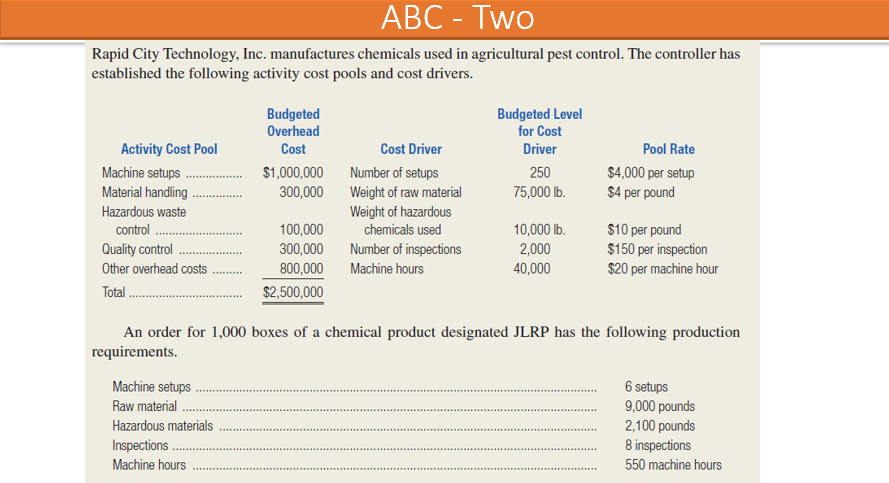 ABC - Two
Rapid City Technology, Inc. manufactures chemicals used in agricultural pest control. The controller has
established the following activity cost pools and cost drivers.
Budgeted Budgeted Level
Overhead for Cost
Activity Cost Pool Cost Cost Driver Driver Pool Rate
Machine setups ................. $1,000,000 Number of setups 250 $4,000 per setup
Material handling ............... 300,000 Weight of raw material 75,000 lb. $4 per pound
Hazardous waste Weight of hazardous
control .......................... 100,000 chemicals used 10,000 lb. $10 per pound
Quality control ................... 300,000 Number of inspections 2,000 $150 per inspection
Other overhead costs ......... 800,000 Machine hours 40,000 $20 per machine hour
Total .................................. $2,500,000
An order for 1,000 boxes of a chemical product designated JLRP has the following production
requirements.
Machine setups ........................................................ 6 setups
Raw material ........................................................ 9,000 pounds
Hazardous materials ........................................................ 2,100 pounds
Inspections ........................................................ 8 inspections
Machine hours ........................................................ 550 machine hours